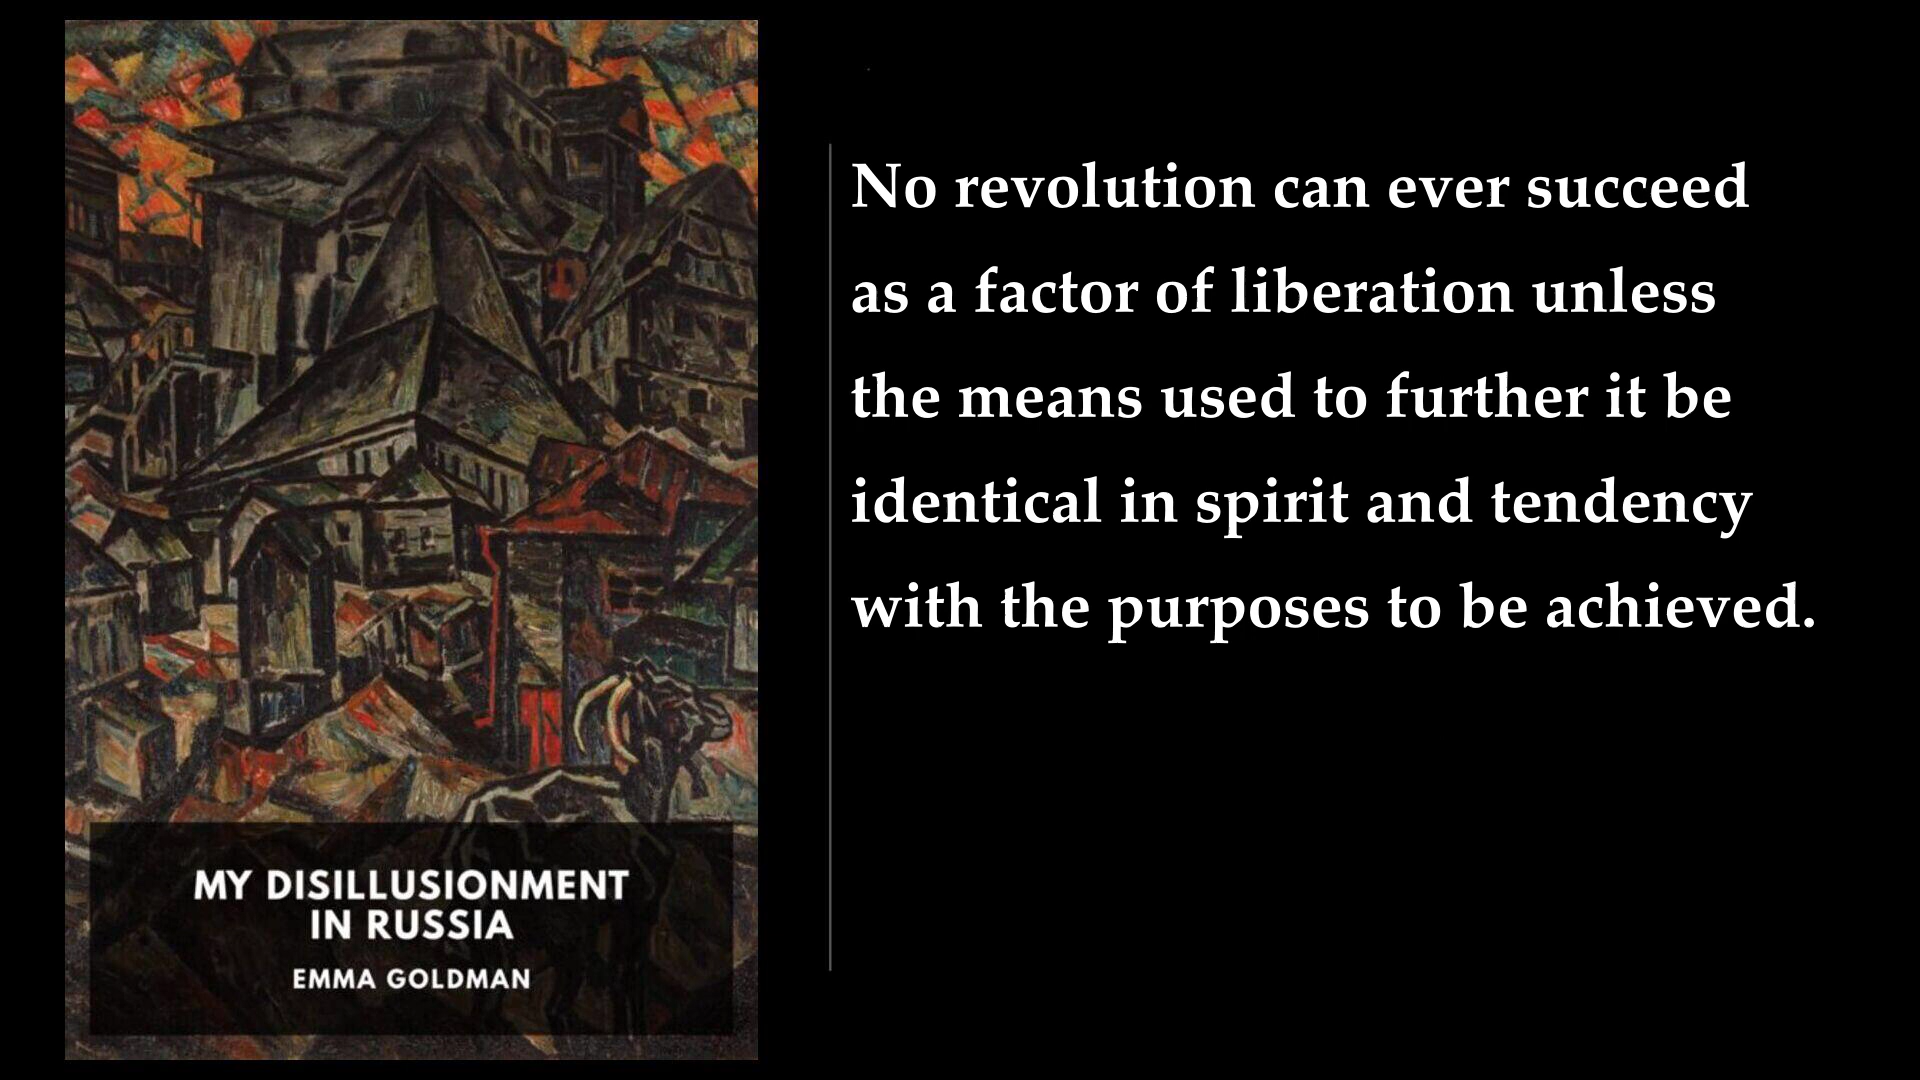 No revolution can ever succeed
as a factor of liberation unless
the means used to further it be
identical in spirit and tendency
with the purposes to be achieved.
MY DISILLUSIONMENT
IN RUSSIA
EMMA GOLDMAN